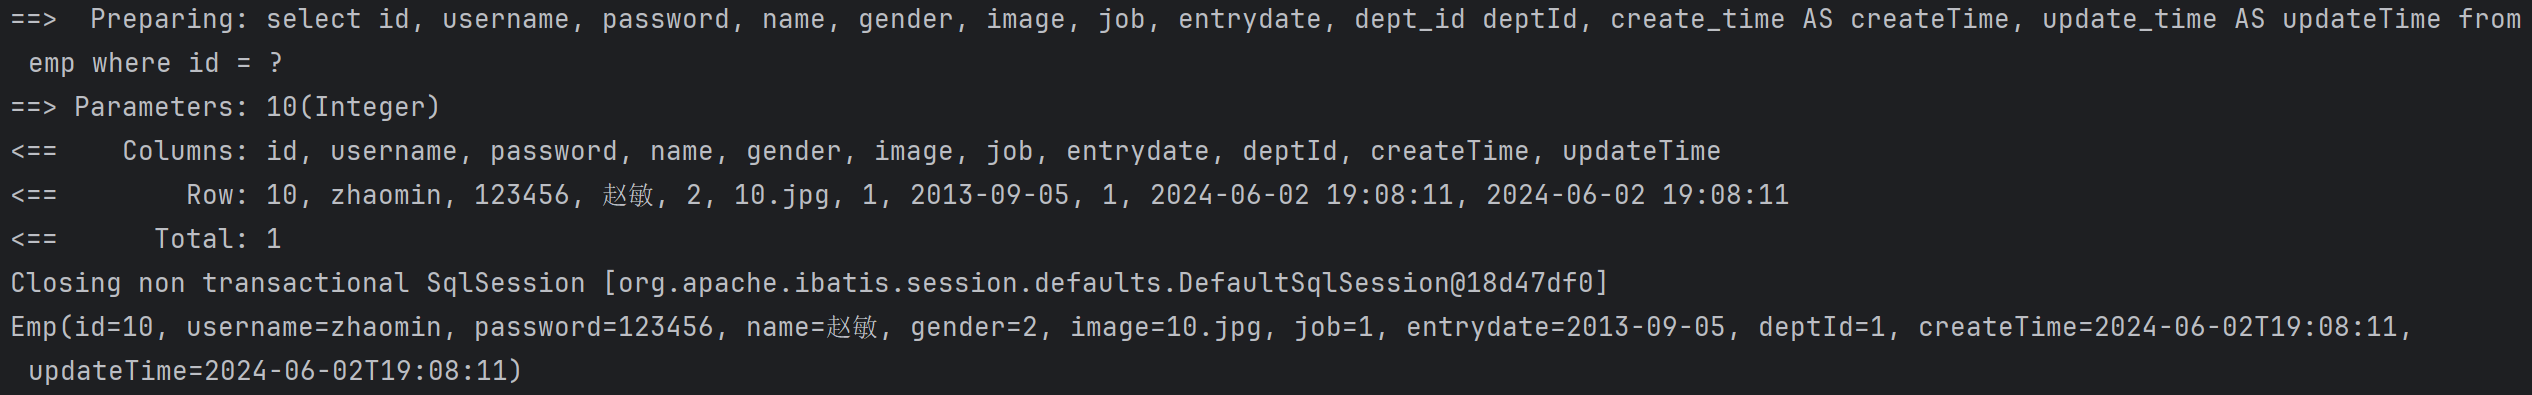 ==>  Preparing: select id, username, password, name, gender, image, job, entrydate, dept_id deptId, create_time AS createTime, update_time AS updateTime from
emp where id = ?
==> Parameters: 10(Integer)
<==    Columns: id, username, password, name, gender, image, job, entrydate, deptId, createTime, updateTime
<==        Row: 10, zhaomin, 123456, 赵敏, 2, 10.jpg, 1, 2013-09-05, 1, 2024-06-02 19:08:11, 2024-06-02 19:08:11
<==      Total: 1
Closing non transactional SqlSession [org.apache.ibatis.session.defaults.DefaultSqlSession@18d47df0]
Emp(id=10, username=zhaomin, password=123456, name=赵敏, gender=2, image=10.jpg, job=1, entrydate=2013-09-05, deptId=1, createTime=2024-06-02T19:08:11,
updateTime=2024-06-02T19:08:11)